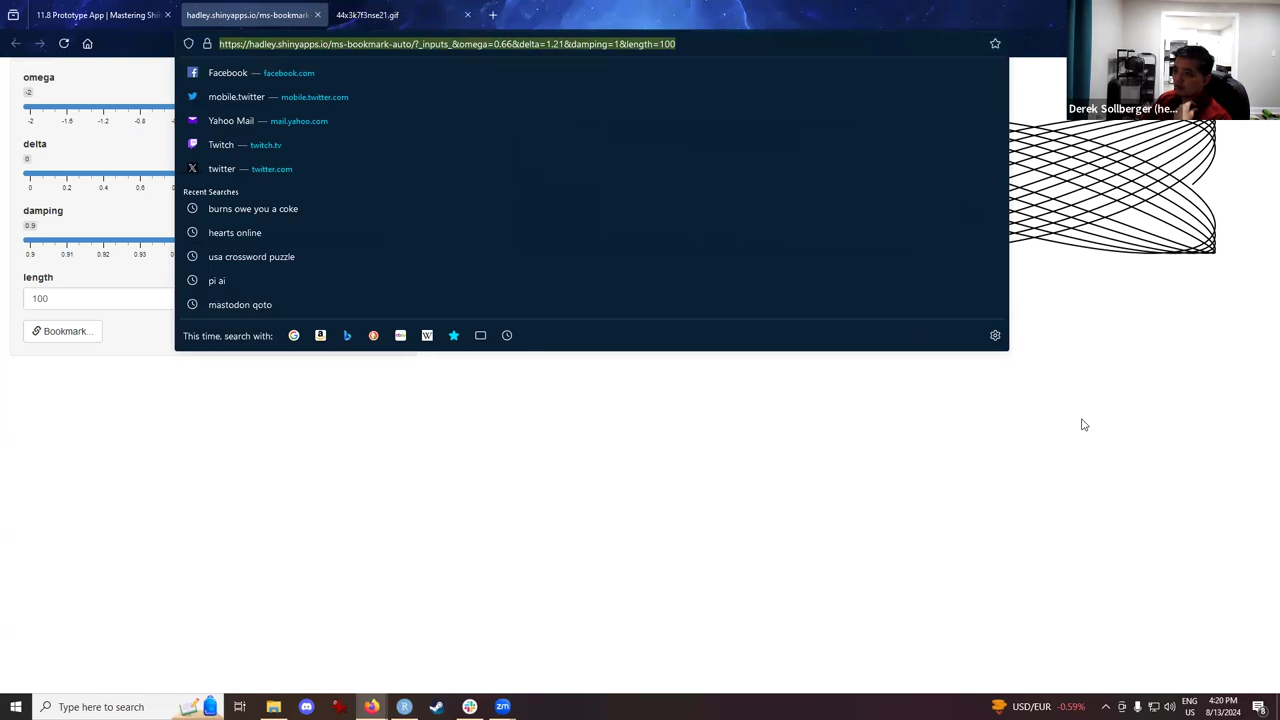 11.8 Prototype App | Mastering Shi
hadley.shinyapps.io/ms-bookmark-
44x3k7f3nse21.gif
https://hadley.shinyapps.io/ms-bookmark-auto/?_inputs_&omega=0.66&delta=1.21&damping=1&length=100
Facebook — facebook.com
mobile.twitter — mobile.twitter.com
Yahoo Mail — mail.yahoo.com
Twitch — twitch.tv
twitter — twitter.com
Recent Searches
burns owe you a coke
hearts online
usa crossword puzzle
pi ai
mastodon qoto
This time, search with:
omega
-2
-2 -1.6 -1.2 -0.8
delta
0
0 0.2 0.4 0.6
damping
0.9
0.9 0.91 0.92 0.93
length
100
Bookmark...
Derek Sollberger (he...
Type here to search
USD/EUR -0.59%
ENG
US
4:20 PM
8/13/2024